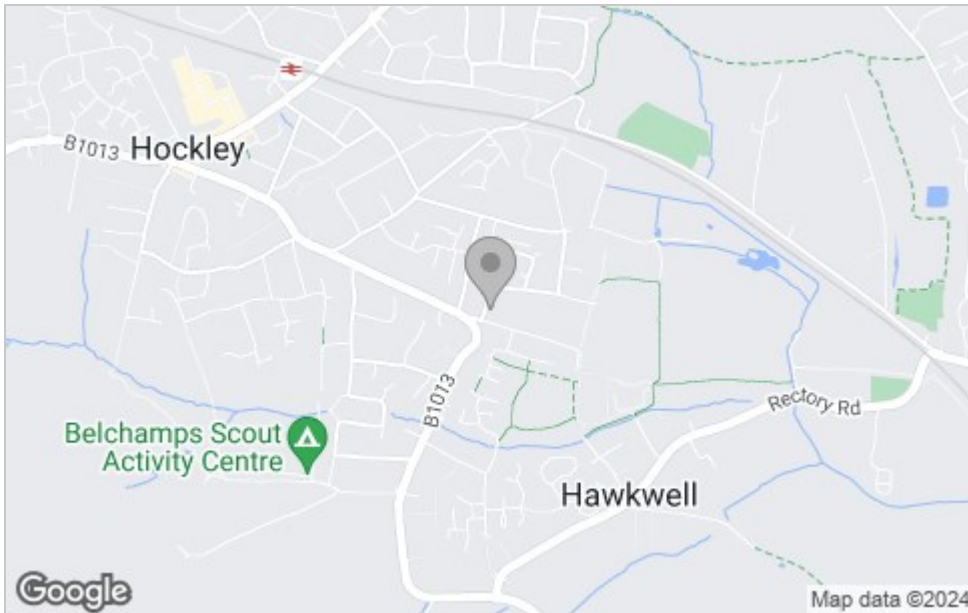 B1013
Hockley
B1013
Rectory Rd
Belchamps Scout
Activity Centre
Hawkwell
Google
Map data ©2024